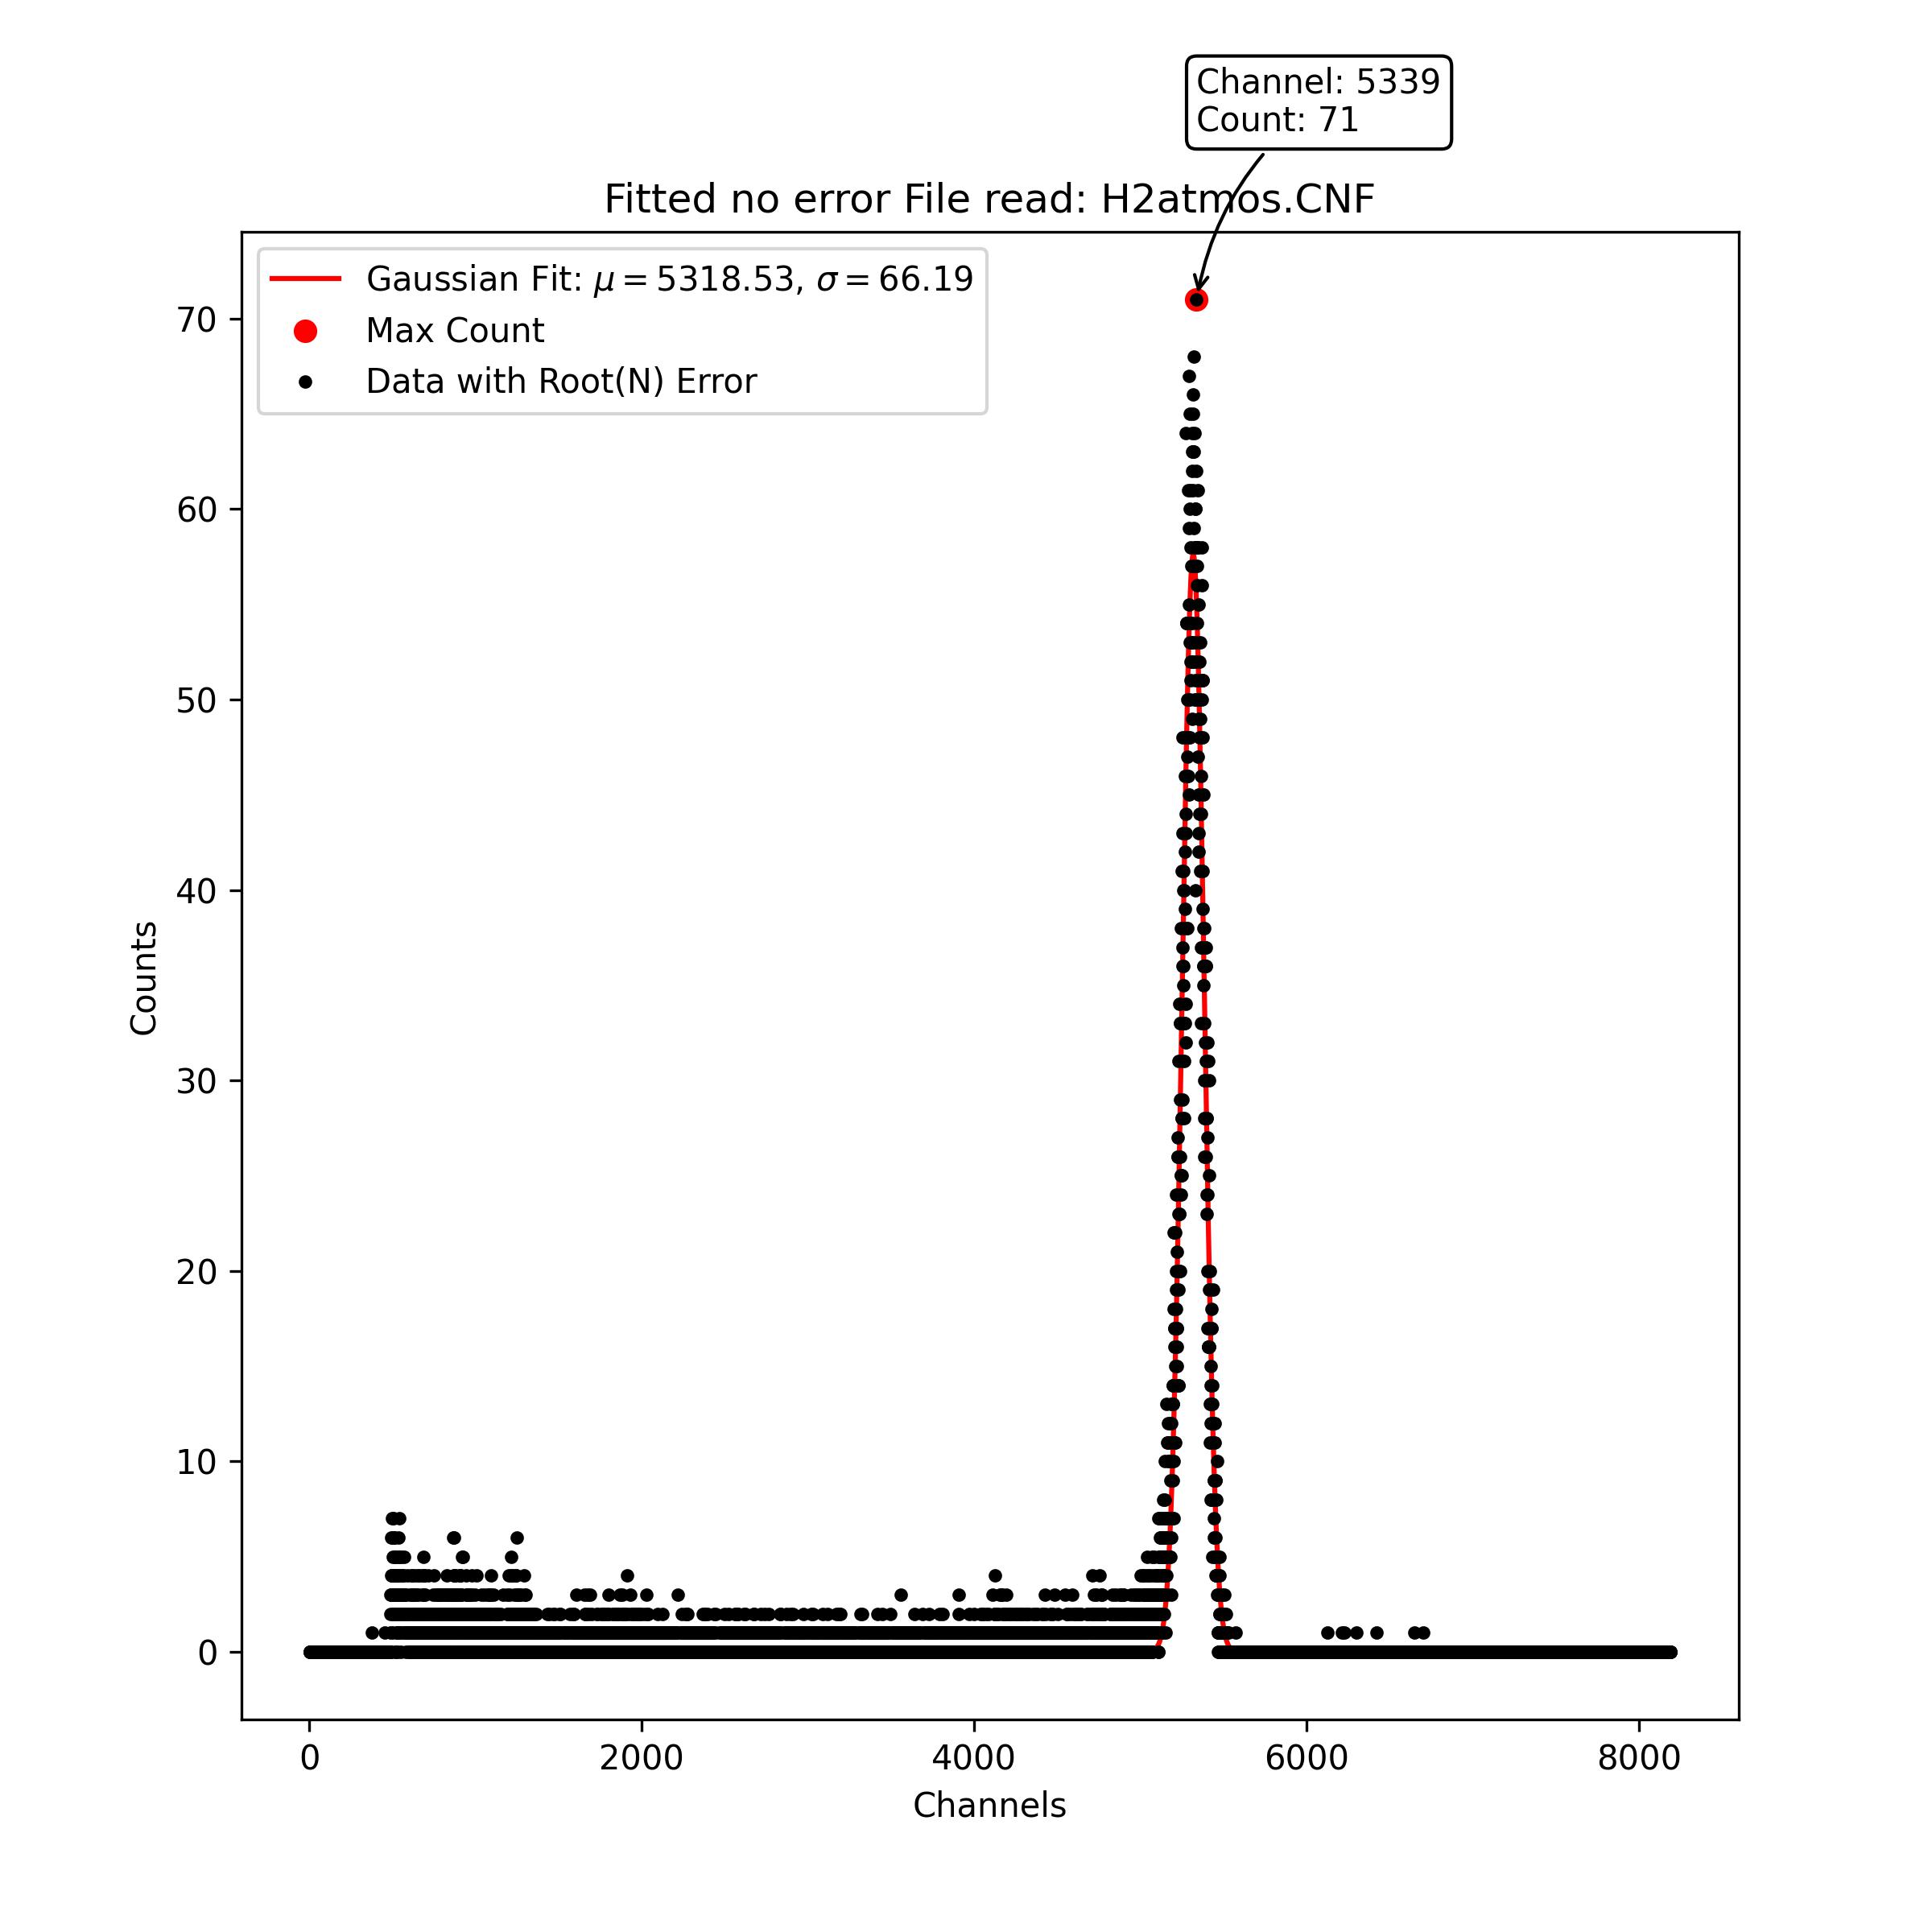 Channel: 5339
Count: 71
Fitted no error File read: H2atmos.CNF
Gaussian Fit: μ = 5318.53, σ = 66.19
Max Count
Data with Root(N) Error
70
60
50
40
30
20
10
0
Counts
0 2000 4000 6000 8000
Channels